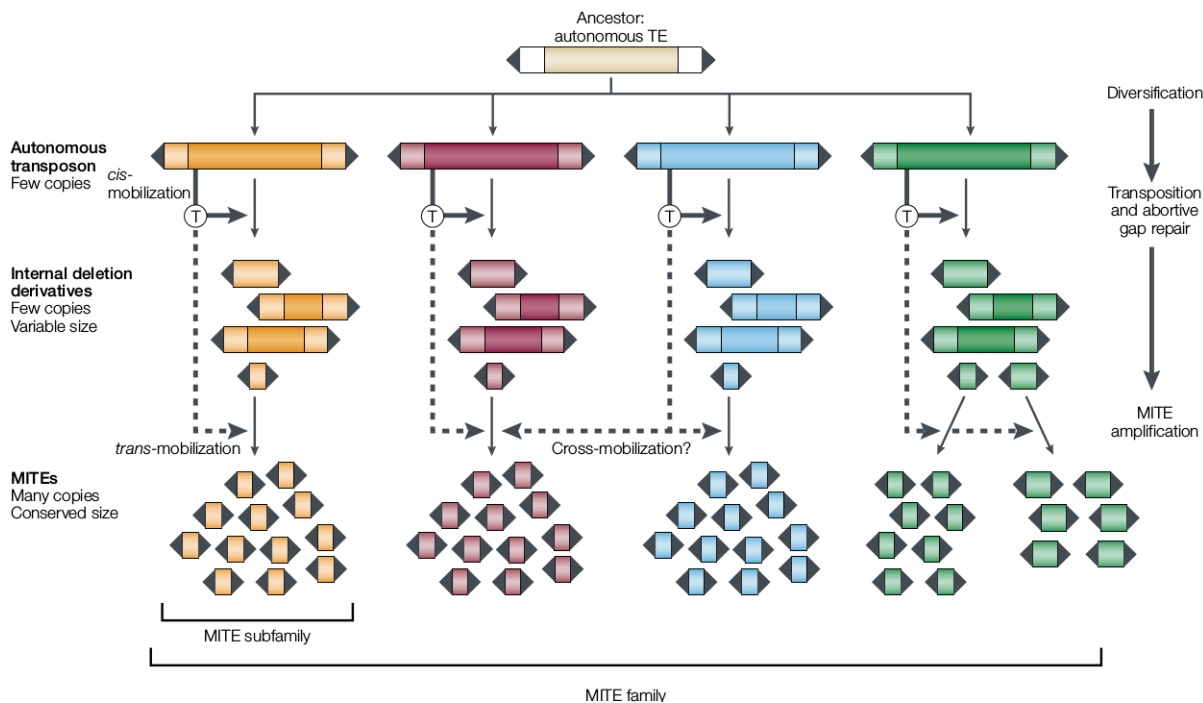 Ancestor:
autonomous TE
Diversification
Autonomous
transposon
Few copies
cis-
mobilization
T
T
T
T
Transposition
and abortive
gap repair
Internal deletion
derivatives
Few copies
Variable size
MITE
amplification
trans-mobilization
Cross-mobilization?
MITEs
Many copies
Conserved size
MITE subfamily
MITE family